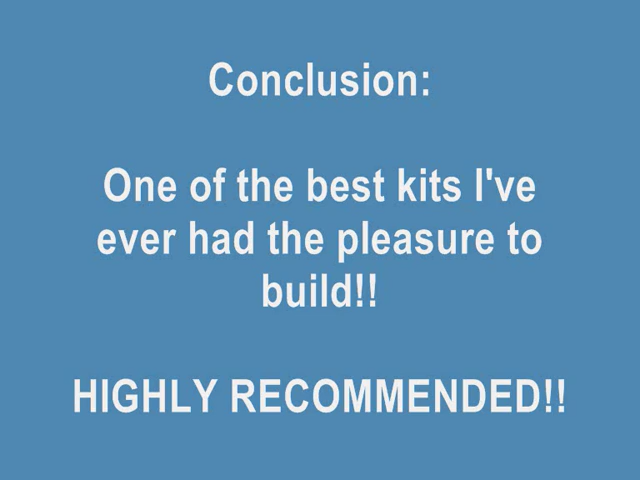 Conclusion:
One of the best kits I've
ever had the pleasure to
build!!
HIGHLY RECOMMENDED!!